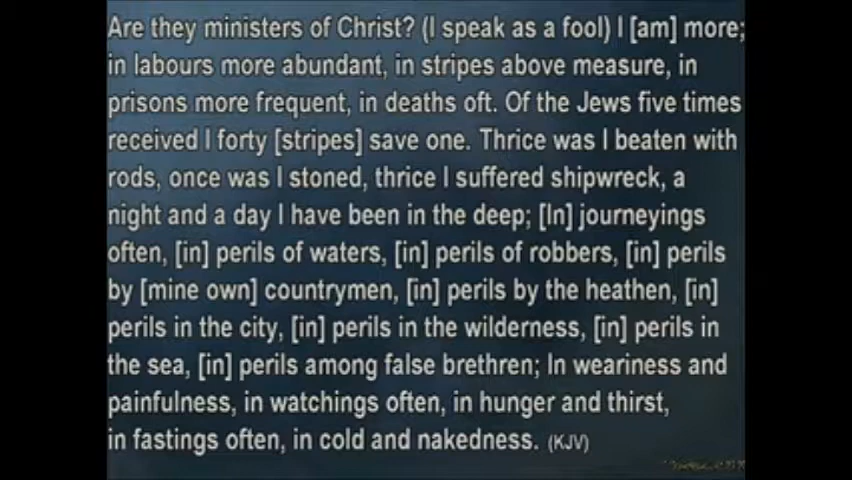 Are they ministers of Christ? (I speak as a fool) I [am] more;
in labours more abundant, in stripes above measure, in
prisons more frequent, in deaths oft. Of the Jews five times
received I forty [stripes] save one. Thrice was I beaten with
rods, once was I stoned, thrice I suffered shipwreck, a
night and a day I have been in the deep; [In] journeyings
often, [in] perils of waters, [in] perils of robbers, [in] perils
by [mine own] countrymen, [in] perils by the heathen, [in]
perils in the city, [in] perils in the wilderness, [in] perils in
the sea, [in] perils among false brethren; In weariness and
painfulness, in watchings often, in hunger and thirst,
in fastings often, in cold and nakedness. (KJV)